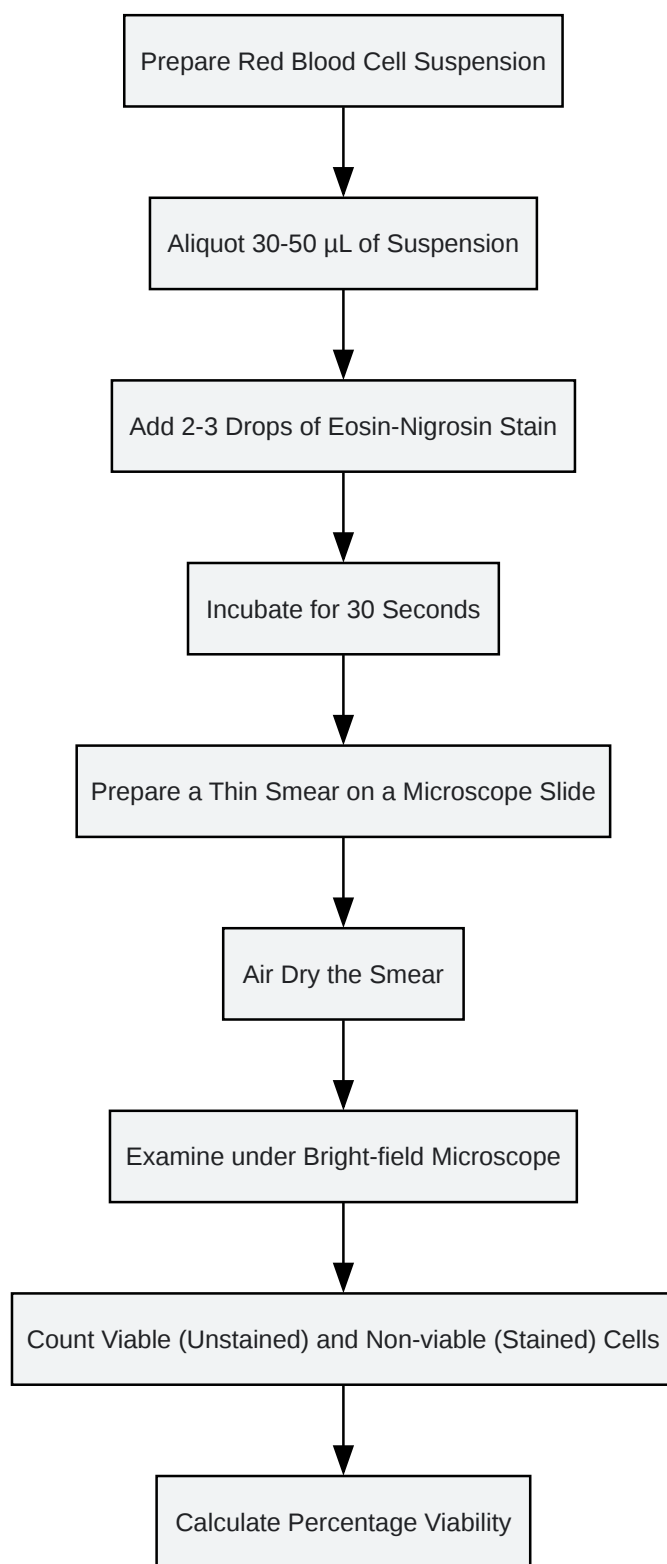 Prepare Red Blood Cell Suspension
Aliquot 30-50 µL of Suspension
Add 2-3 Drops of Eosin-Nigrosin Stain
Incubate for 30 Seconds
Prepare a Thin Smear on a Microscope Slide
Air Dry the Smear
Examine under Bright-field Microscope
Count Viable (Unstained) and Non-viable (Stained) Cells
Calculate Percentage Viability